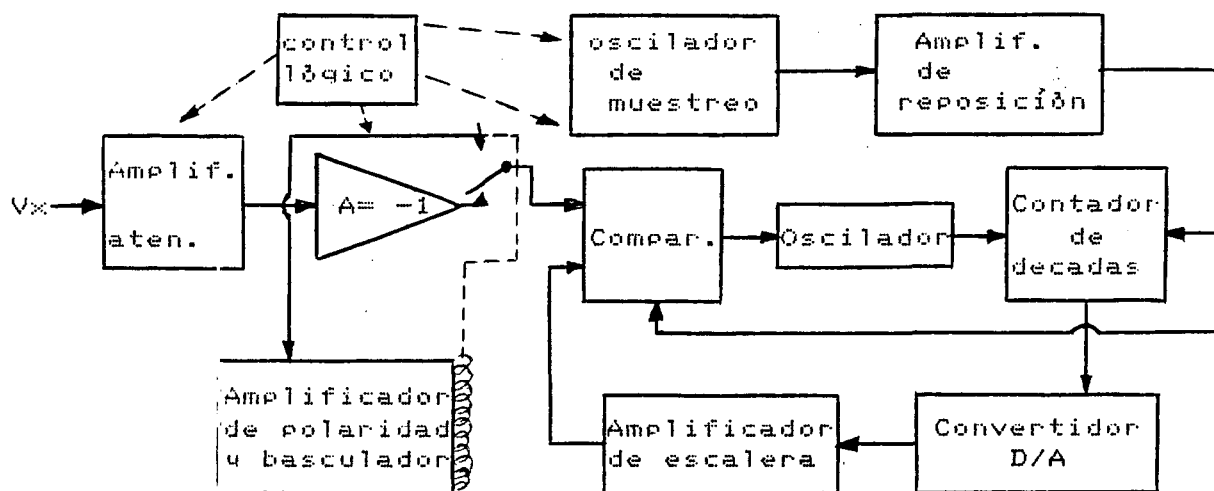 control
lógico
oscilador
de
muestreo
Amplif.
de
reposición
Amplif.
aten.
Vx
A= -1
Compar.
Oscilador
Contador
de
decadas
Amplificador
de polaridad
y basculador
Amplificador
de escalera
Convertidor
D/A